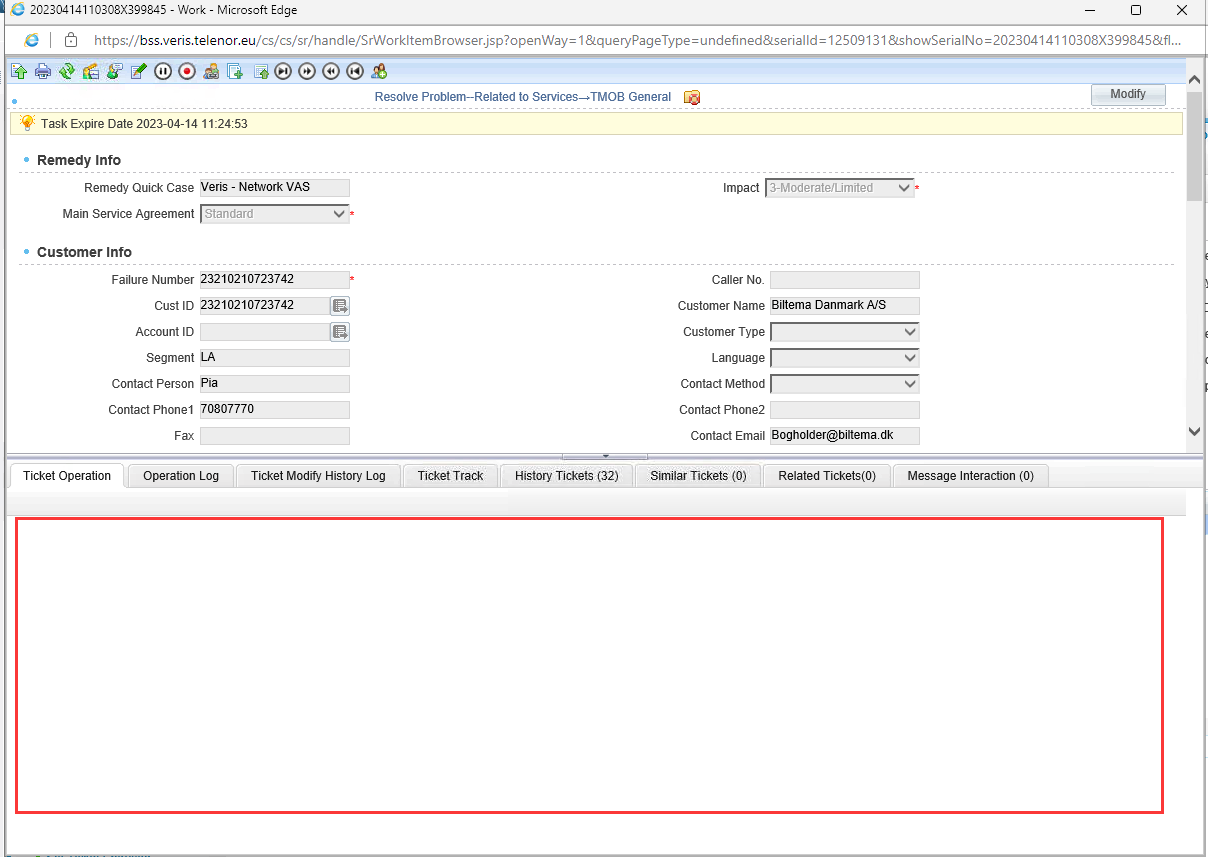 20230414110308X399845 - Work - Microsoft Edge
https://bss.veris.telenor.eu/cs/cs/sr/handle/SrWorkItemBrowser.jsp?openWay=1&queryPageType=undefined&serialId=12509131&showSerialNo=20230414110308X399845&fl...
Resolve Problem--Related to Services→TMOB General
Modify
Task Expire Date 2023-04-14 11:24:53
Remedy Info
Remedy Quick Case Veris - Network VAS Impact 3-Moderate/Limited *
Main Service Agreement Standard *
Customer Info
Failure Number 23210210723742 * Caller No.
Cust ID 23210210723742 Customer Name Biltema Danmark A/S
Account ID Customer Type
Segment LA Language
Contact Person Pia Contact Method
Contact Phone1 70807770 Contact Phone2
Fax Contact Email Bogholder@biltema.dk
Ticket Operation Operation Log Ticket Modify History Log Ticket Track History Tickets (32) Similar Tickets (0) Related Tickets(0) Message Interaction (0)